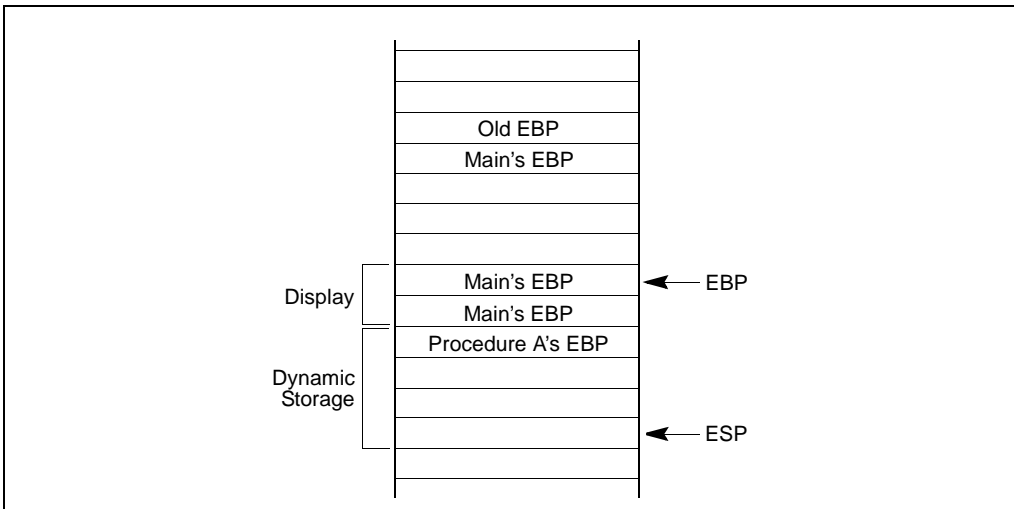 Old EBP
Main's EBP
Display
Main's EBP
EBP
Main's EBP
Procedure A's EBP
Dynamic
Storage
ESP